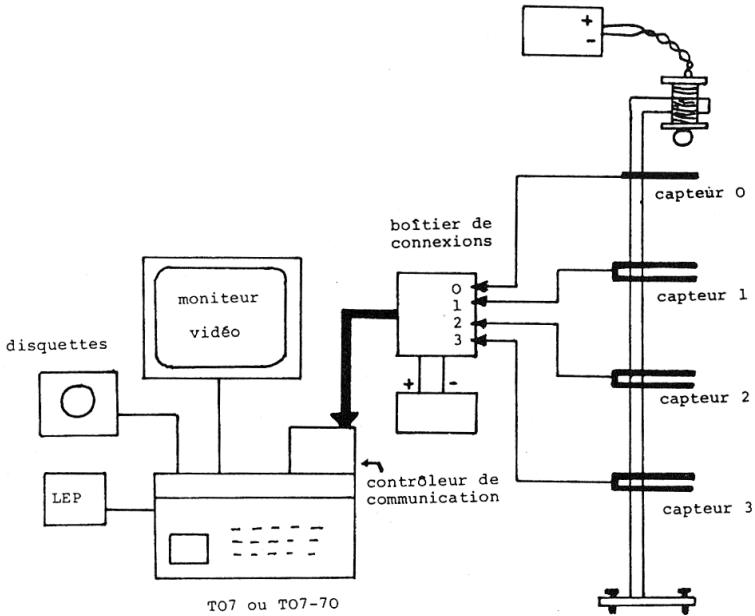 +
-
capteur 0
boîtier de
connexions
0
1
2
3
capteur 1
moniteur
vidéo
disquettes
+ -
capteur 2
LEP
contrôleur de
communication
capteur 3
TO7 ou TO7-70